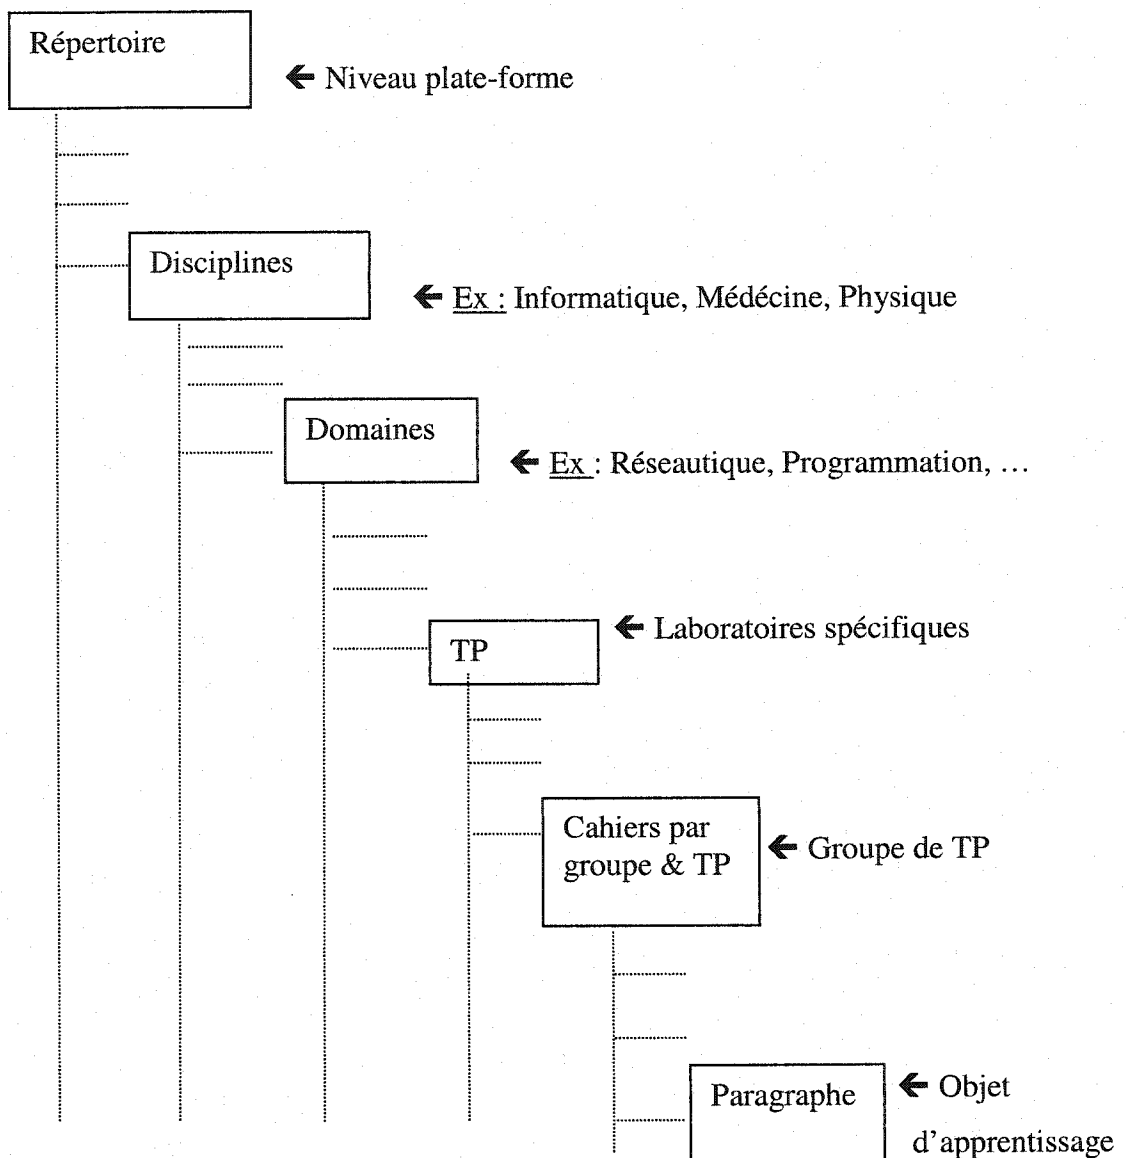 Répertoire
🡸 Niveau plate-forme
Disciplines
🡸 Ex : Informatique, Médécine, Physique
Domaines
🡸 Ex : Réseautique, Programmation, …
🡸 Laboratoires spécifiques
TP
Cahiers par
groupe & TP
🡸 Groupe de TP
Paragraphe
🡸 Objet
d’apprentissage